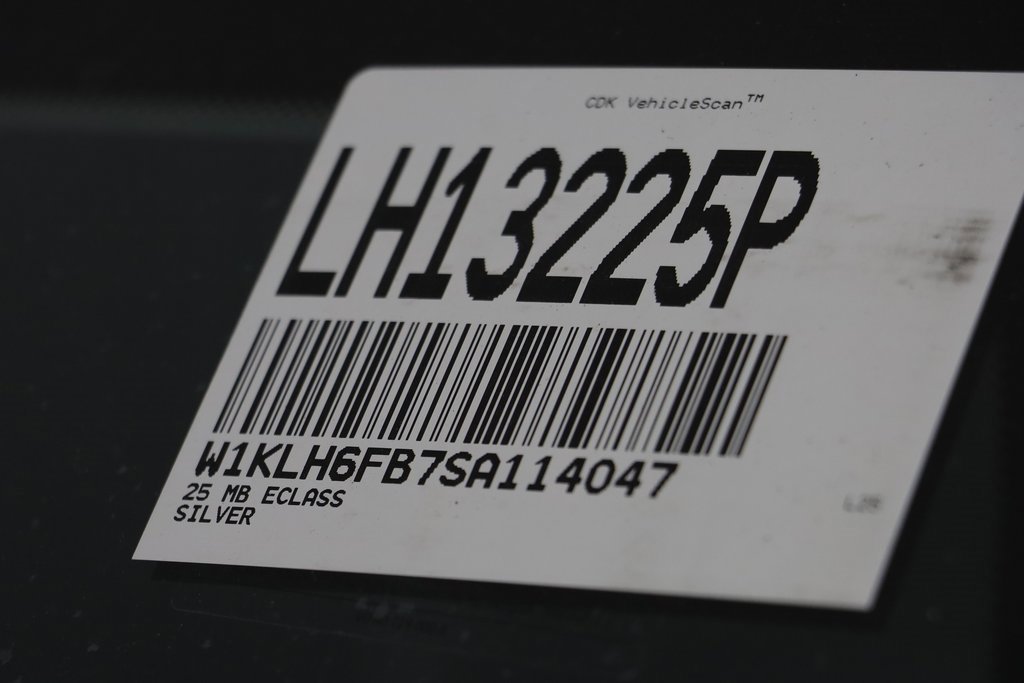 CDK VehicleScan™
LH13225P
W1KLH6FB7SA114047
25 MB ECLASS
SILVER